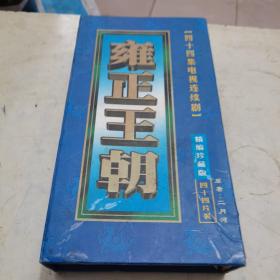 【四十四集电视连续剧】
雍正王朝
精编珍藏版
四十四片装
原著：二月河